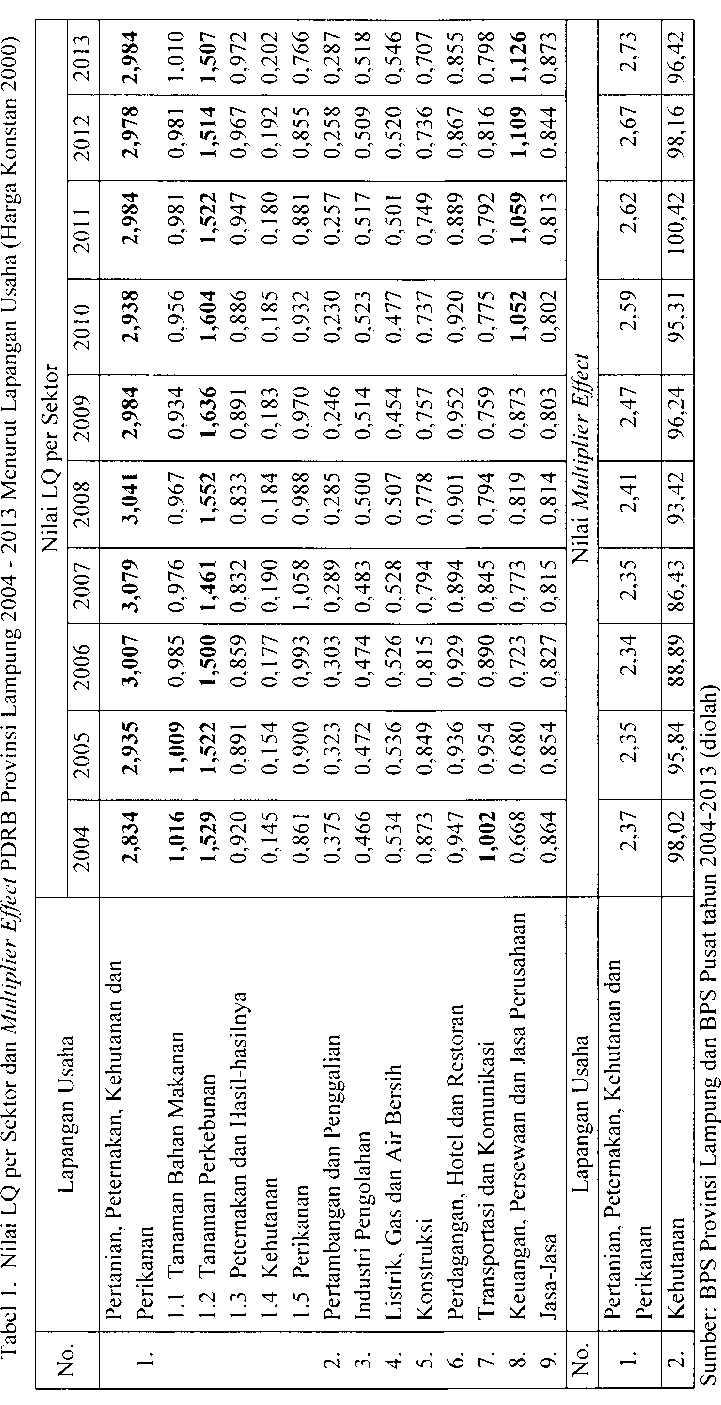 Tabel 1. Nilai LQ per Sektor dan Multiplier Effect PDRB Provinsi Lampung 2004 - 2013 Menurut Lapangan Usaha (Harga Konstan 2000)
No. Lapangan Usaha Nilai LQ per Sektor
2004 2005 2006 2007 2008 2009 2010 2011 2012 2013
1. Pertanian, Peternakan, Kehutanan dan Perikanan 2,834 2,935 3,007 3,079 3,041 2,984 2,938 2,984 2,978 2,984
1.1 Tanaman Bahan Makanan 1,016 1,009 0,985 0,976 0,967 0,934 0,956 0,981 0,981 1,010
1.2 Tanaman Perkebunan 1,529 1,522 1,500 1,461 1,552 1,636 1,604 1,522 1,514 1,507
1.3 Peternakan dan Hasil-hasilnya 0,920 0,891 0,859 0,832 0,833 0,891 0,886 0,947 0,967 0,972
1.4 Kehutanan 0,145 0,154 0,177 0,190 0,184 0,183 0,185 0,180 0,192 0,202
1.5 Perikanan 0,861 0,900 0,993 1,058 0,988 0,970 0,932 0,881 0,855 0,766
2. Pertambangan dan Penggalian 0,375 0,323 0,303 0,289 0,285 0,246 0,230 0,257 0,258 0,287
3. Industri Pengolahan 0,466 0,472 0,474 0,483 0,500 0,514 0,523 0,517 0,509 0,518
4. Listrik, Gas dan Air Bersih 0,534 0,536 0,526 0,528 0,507 0,454 0,477 0,501 0,520 0,546
5. Konstruksi 0,873 0,849 0,815 0,794 0,778 0,757 0,737 0,749 0,736 0,707
6. Perdagangan, Hotel dan Restoran 0,947 0,936 0,929 0,894 0,901 0,952 0,920 0,889 0,867 0,855
7. Transportasi dan Komunikasi 1,002 0,954 0,890 0,845 0,794 0,759 0,775 0,792 0,816 0,798
8. Keuangan, Persewaan dan Jasa Perusahaan 0,668 0,680 0,723 0,773 0,819 0,873 1,052 1,059 1,109 1,126
9. Jasa-Jasa 0,864 0,854 0,827 0,815 0,814 0,803 0,802 0,813 0,844 0,873
No. Lapangan Usaha Nilai Multiplier Effect
1. Pertanian, Peternakan, Kehutanan dan Perikanan 2,37 2,35 2,34 2,35 2,41 2,47 2,59 2,62 2,67 2,73
2. Kehutanan 98,02 95,84 88,89 86,43 93,42 96,24 95,31 100,42 98,16 96,42
Sumber: BPS Provinsi Lampung dan BPS Pusat tahun 2004-2013 (diolah)